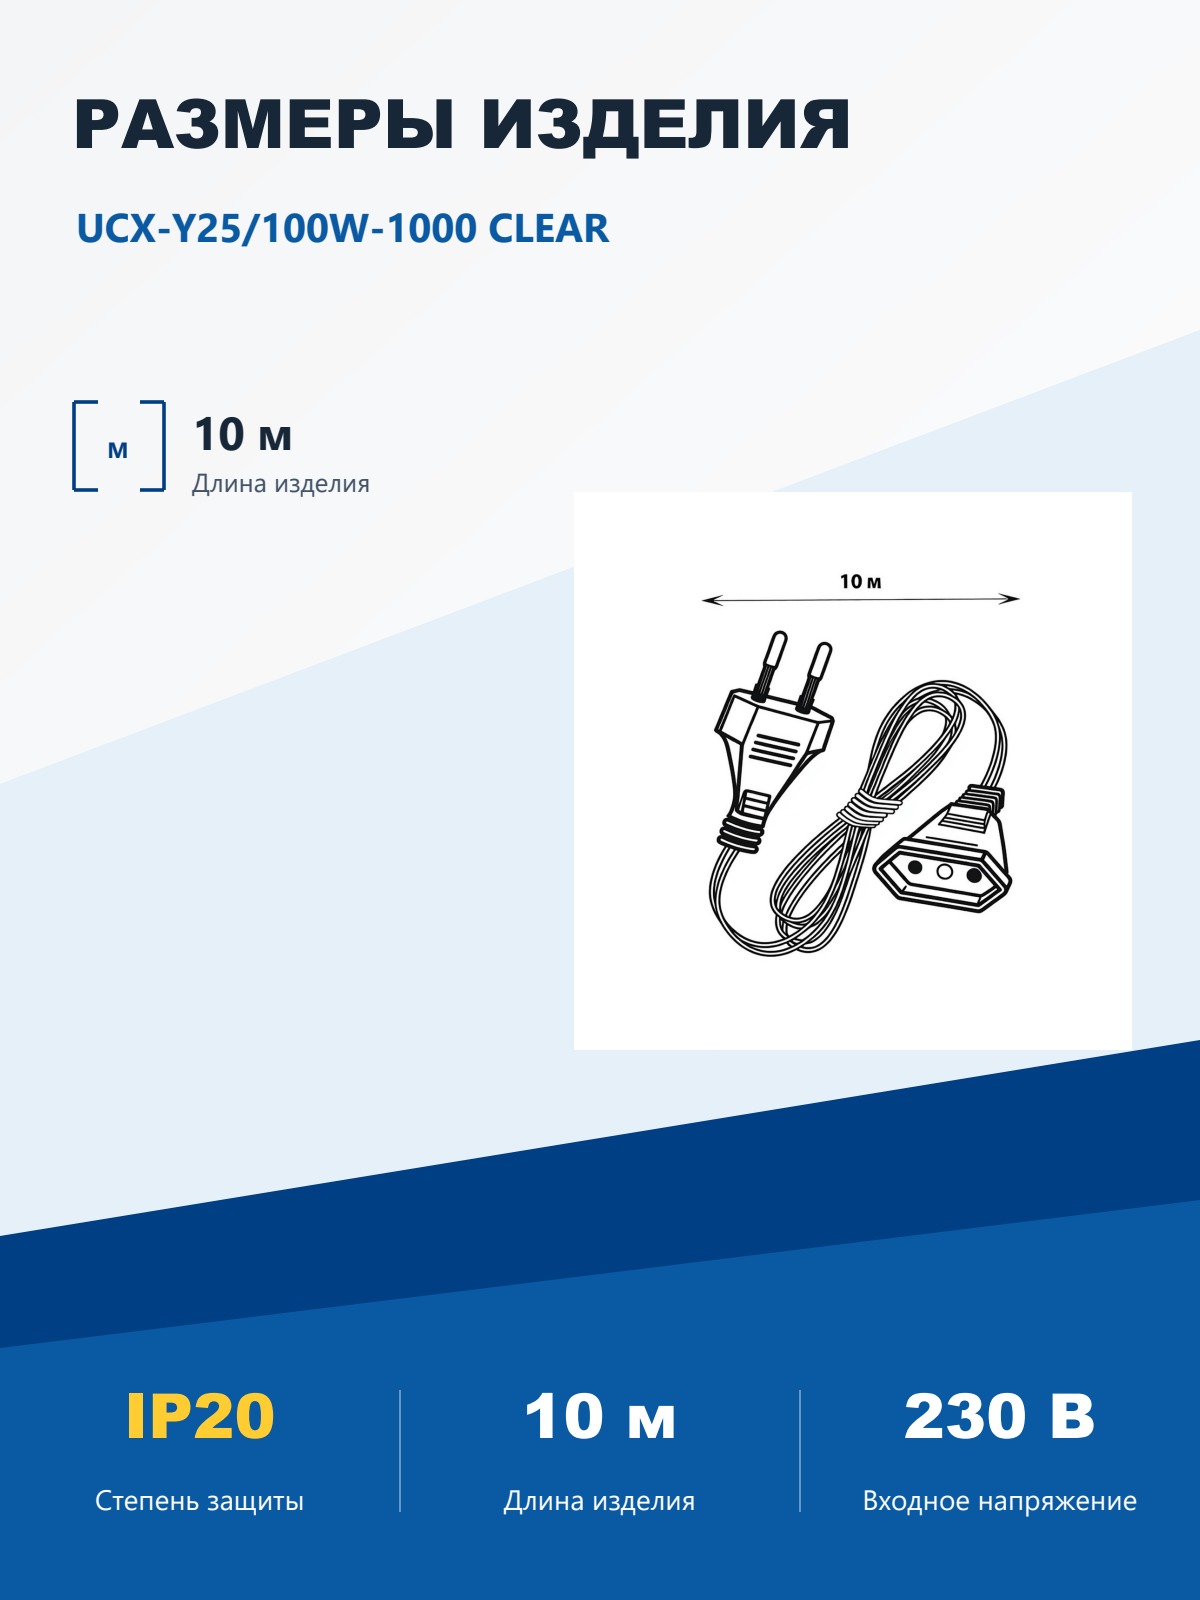 РАЗМЕРЫ ИЗДЕЛИЯ
UCX-Y25/100W-1000 CLEAR
м
10 м
Длина изделия
10 м
IP20
Степень защиты
10 м
Длина изделия
230 В
Входное напряжение